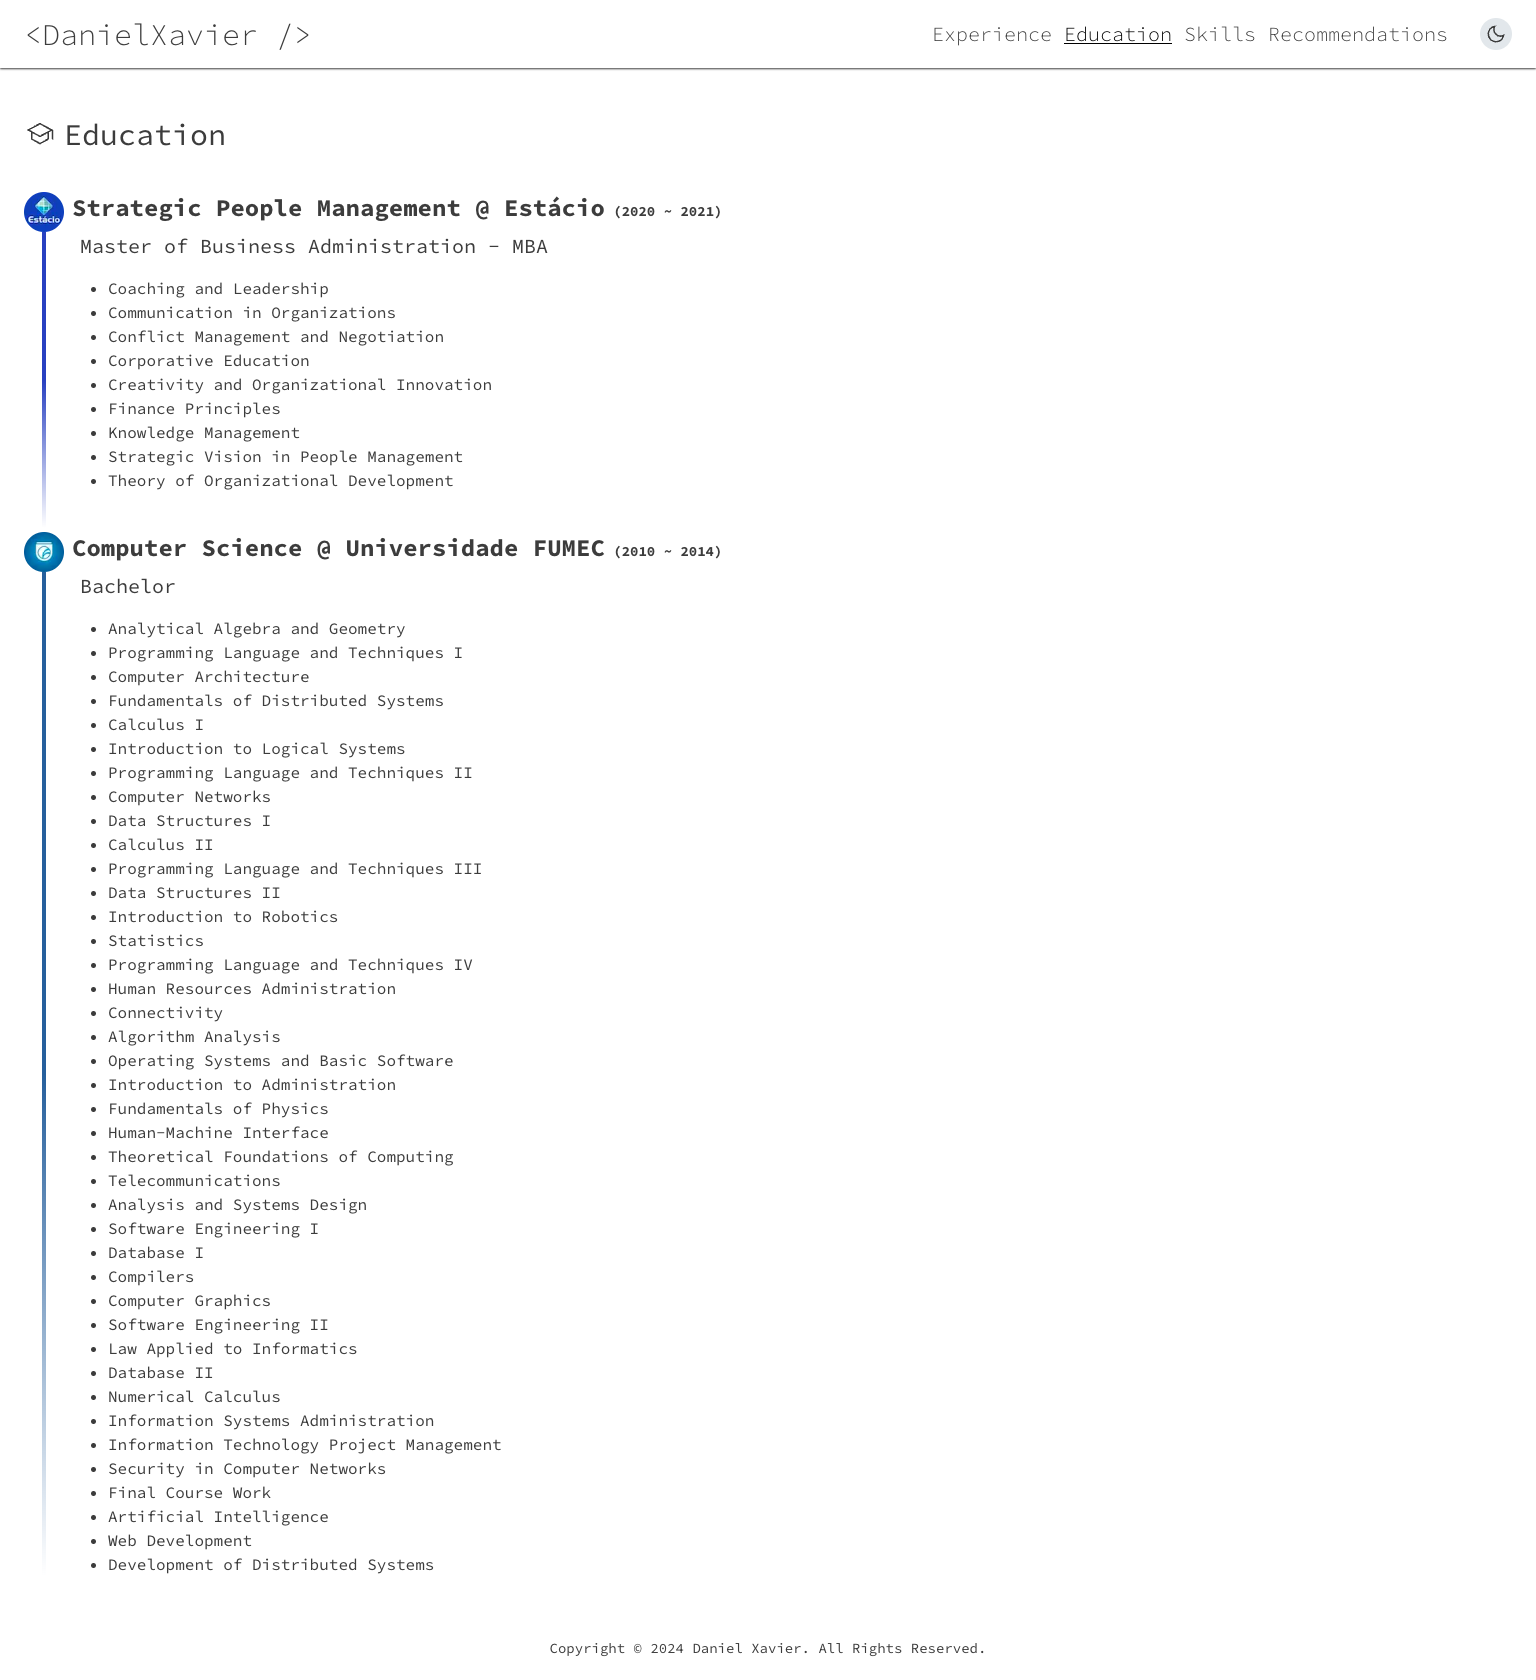 <DanielXavier />
Experience Education Skills Recommendations
Education
Estácio
Strategic People Management @ Estácio (2020 ~ 2021)
Master of Business Administration - MBA
• Coaching and Leadership
• Communication in Organizations
• Conflict Management and Negotiation
• Corporative Education
• Creativity and Organizational Innovation
• Finance Principles
• Knowledge Management
• Strategic Vision in People Management
• Theory of Organizational Development
Computer Science @ Universidade FUMEC (2010 ~ 2014)
Bachelor
• Analytical Algebra and Geometry
• Programming Language and Techniques I
• Computer Architecture
• Fundamentals of Distributed Systems
• Calculus I
• Introduction to Logical Systems
• Programming Language and Techniques II
• Computer Networks
• Data Structures I
• Calculus II
• Programming Language and Techniques III
• Data Structures II
• Introduction to Robotics
• Statistics
• Programming Language and Techniques IV
• Human Resources Administration
• Connectivity
• Algorithm Analysis
• Operating Systems and Basic Software
• Introduction to Administration
• Fundamentals of Physics
• Human-Machine Interface
• Theoretical Foundations of Computing
• Telecommunications
• Analysis and Systems Design
• Software Engineering I
• Database I
• Compilers
• Computer Graphics
• Software Engineering II
• Law Applied to Informatics
• Database II
• Numerical Calculus
• Information Systems Administration
• Information Technology Project Management
• Security in Computer Networks
• Final Course Work
• Artificial Intelligence
• Web Development
• Development of Distributed Systems
Copyright © 2024 Daniel Xavier. All Rights Reserved.